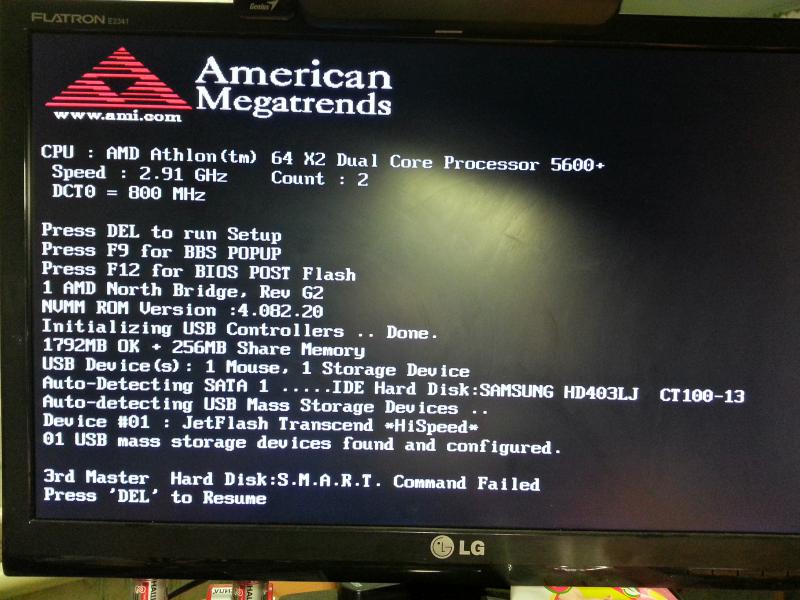 FLATRON E2341
Genius
American
Megatrends
www.ami.com
CPU : AMD Athlon(tm) 64 X2 Dual Core Processor 5600+
Speed : 2.91 GHz Count : 2
DCT0 = 800 MHz
Press DEL to run Setup
Press F9 for BBS POPUP
Press F12 for BIOS POST Flash
1 AMD North Bridge, Rev G2
NVMM ROM Version :4.082.20
Initializing USB Controllers .. Done.
1792MB OK + 256MB Share Memory
USB Device(s): 1 Mouse, 1 Storage Device
Auto-Detecting SATA 1 .....IDE Hard Disk:SAMSUNG HD403LJ CT100-13
Auto-detecting USB Mass Storage Devices ..
Device #01 : JetFlash Transcend *HiSpeed*
01 USB mass storage devices found and configured.
3rd Master Hard Disk:S.M.A.R.T. Command Failed
Press 'DEL' to Resume
LG